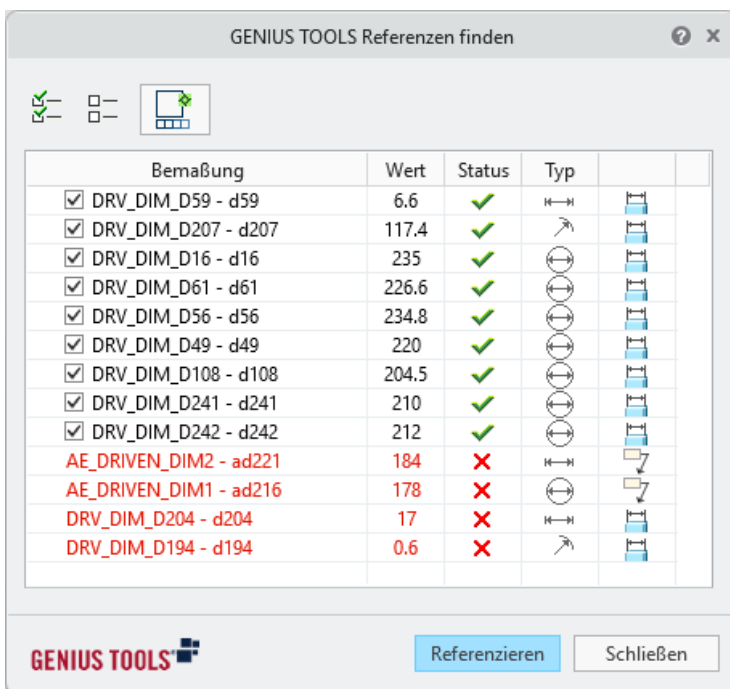 GENIUS TOOLS Referenzen finden
Bemaßung Wert Status Typ
DRV_DIM_D59 - d59 6.6
DRV_DIM_D207 - d207 117.4
DRV_DIM_D16 - d16 235
DRV_DIM_D61 - d61 226.6
DRV_DIM_D56 - d56 234.8
DRV_DIM_D49 - d49 220
DRV_DIM_D108 - d108 204.5
DRV_DIM_D241 - d241 210
DRV_DIM_D242 - d242 212
AE_DRIVEN_DIM2 - ad221 184
AE_DRIVEN_DIM1 - ad216 178
DRV_DIM_D204 - d204 17
DRV_DIM_D194 - d194 0.6
GENIUS TOOLS Referenzieren Schließen